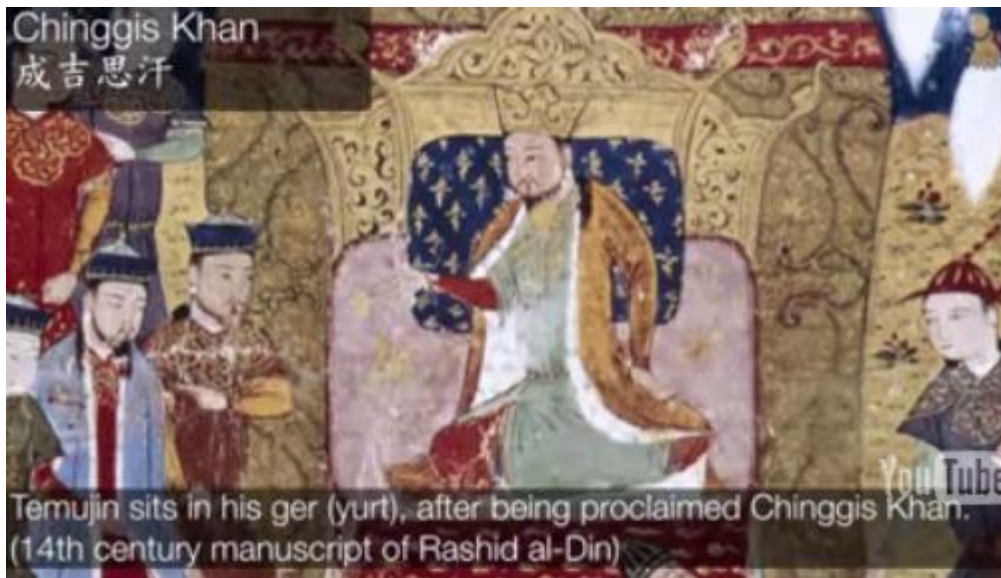 Chinggis Khan
成吉思汗
YouTube
Temujin sits in his ger (yurt), after being proclaimed Chinggis Khan.
(14th century manuscript of Rashid al-Din)